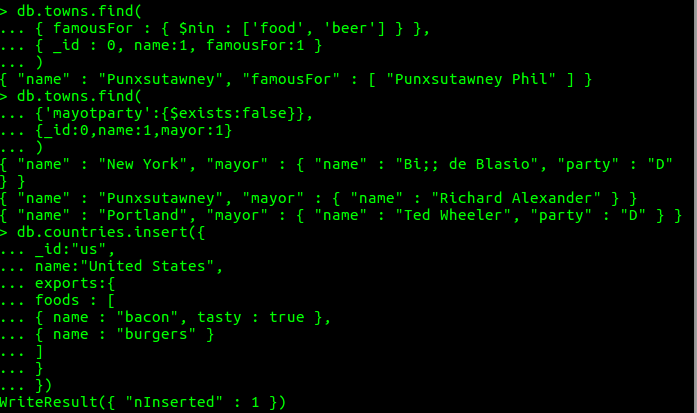 > db.towns.find(
... { famousFor : { $nin : ['food', 'beer'] } },
... { _id : 0, name:1, famousFor:1 }
... )
{ "name" : "Punxsutawney", "famousFor" : [ "Punxsutawney Phil" ] }
> db.towns.find(
... {'mayotparty':{$exists:false}},
... {_id:0,name:1,mayor:1}
... )
{ "name" : "New York", "mayor" : { "name" : "Bi;; de Blasio", "party" : "D"
} }
{ "name" : "Punxsutawney", "mayor" : { "name" : "Richard Alexander" } }
{ "name" : "Portland", "mayor" : { "name" : "Ted Wheeler", "party" : "D" } }
> db.countries.insert({
... _id:"us",
... name:"United States",
... exports:{
... foods : [
... { name : "bacon", tasty : true },
... { name : "burgers" }
... ]
... }
... })
WriteResult({ "nInserted" : 1 })